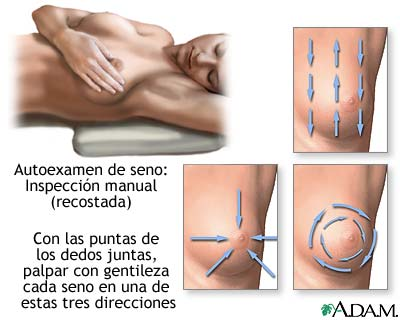 Autoexamen de seno:
Inspección manual
(recostada)
Con las puntas de
los dedos juntas,
palpar con gentileza
cada seno en una de
estas tres direcciones
A.D.A.M.